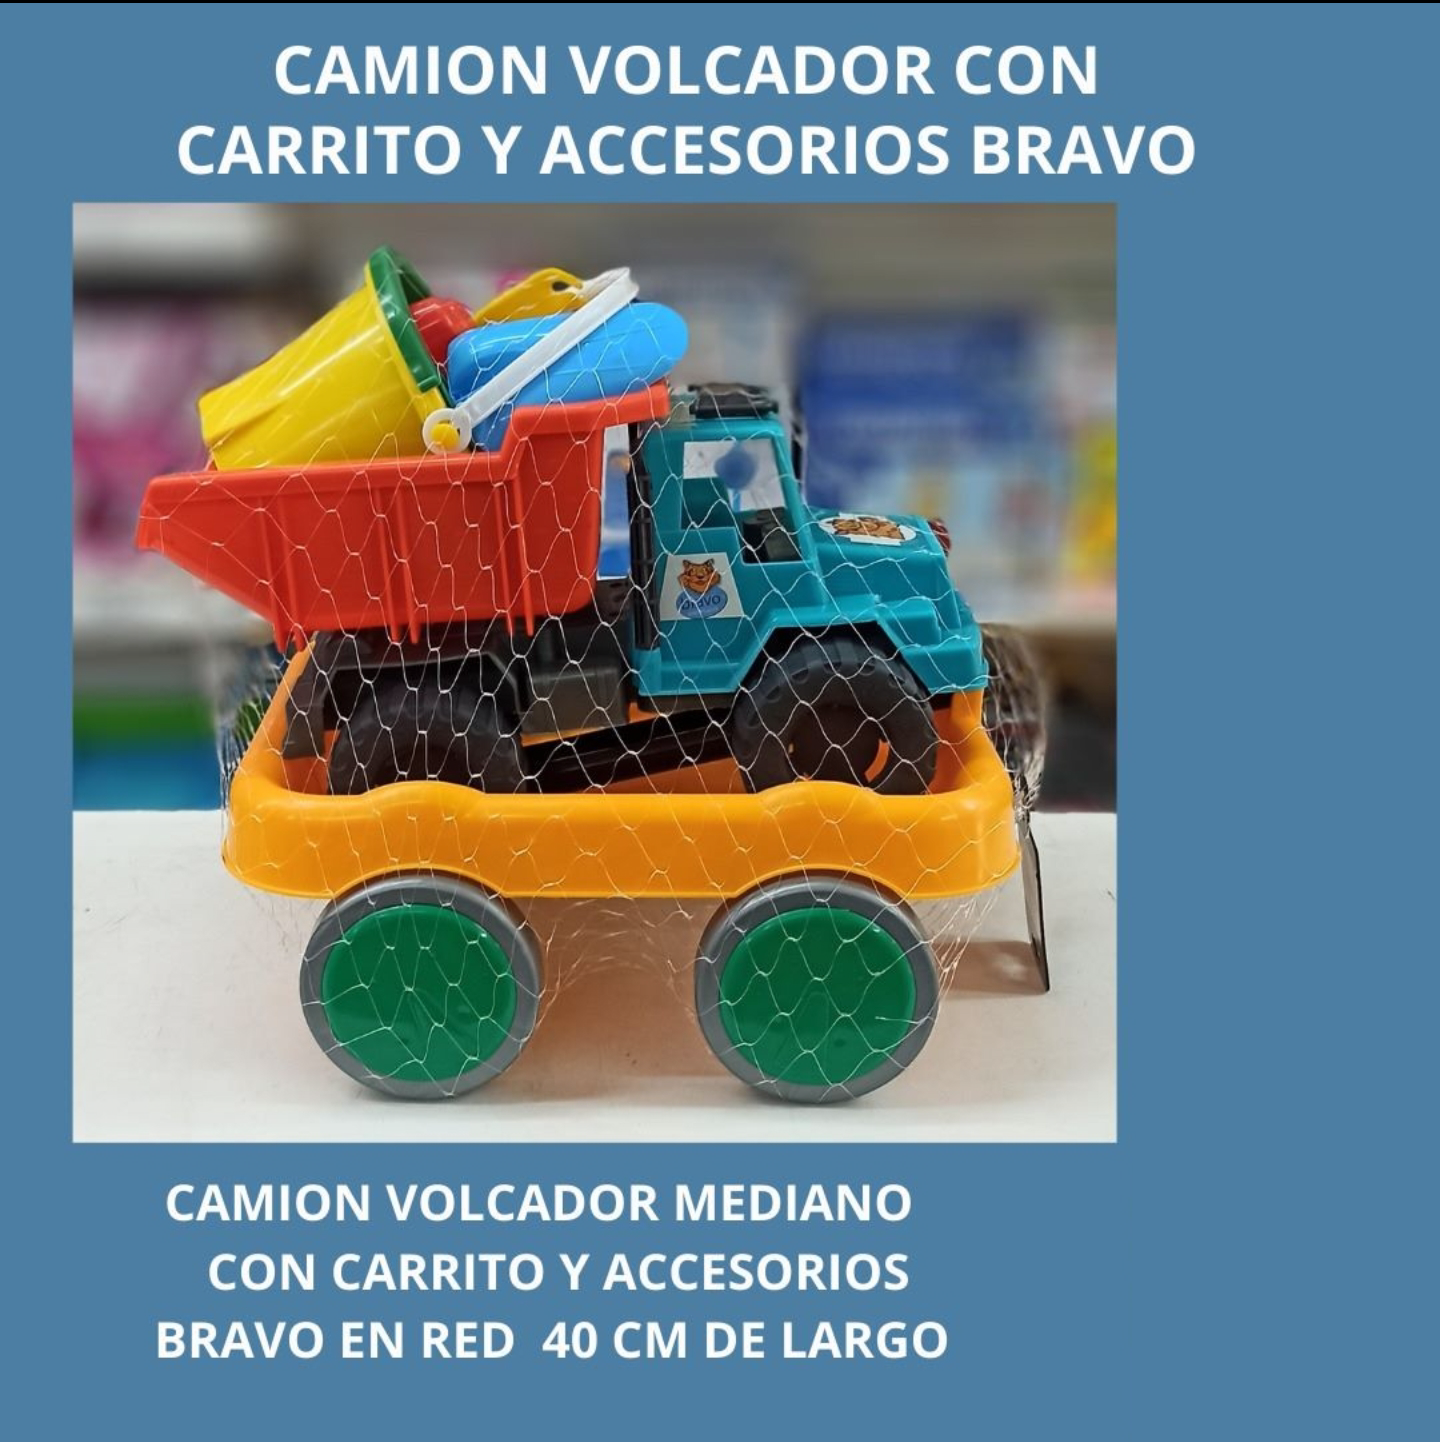 CAMION VOLCADOR CON
CARRITO Y ACCESORIOS BRAVO
bravo
CAMION VOLCADOR MEDIANO
CON CARRITO Y ACCESORIOS
BRAVO EN RED 40 CM DE LARGO